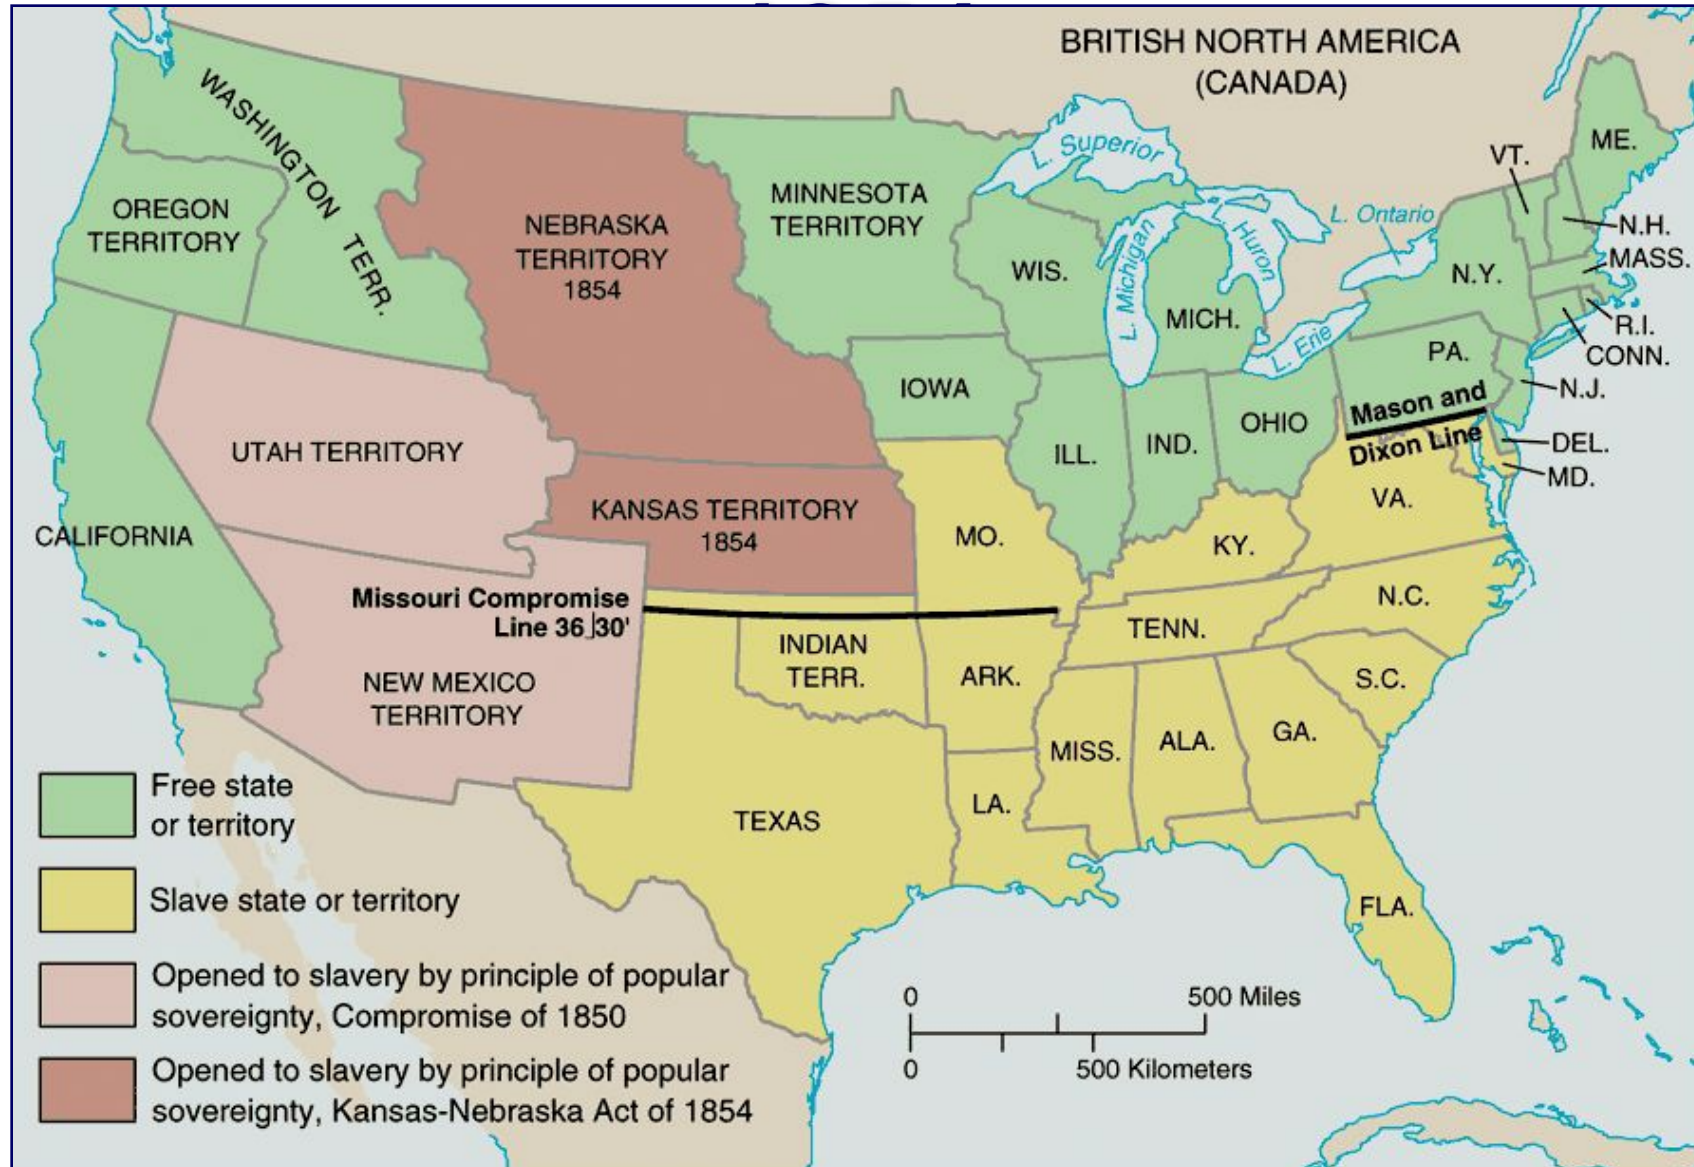 BRITISH NORTH AMERICA
(CANADA)
WASHINGTON TERR.
OREGON
TERRITORY
NEBRASKA
TERRITORY
1854
MINNESOTA
TERRITORY
L. Superior
L. Michigan
Huron
L. Ontario
L. Erie
WIS.
MICH.
VT.
ME.
N.H.
MASS.
N.Y.
R.I.
CONN.
PA.
N.J.
Mason and
Dixon Line
DEL.
MD.
IOWA
ILL.
IND.
OHIO
UTAH TERRITORY
KANSAS TERRITORY
1854
CALIFORNIA
MO.
KY.
VA.
Missouri Compromise
Line 36⌋30'
N.C.
TENN.
INDIAN
TERR.
ARK.
S.C.
NEW MEXICO
TERRITORY
MISS.
ALA.
GA.
TEXAS
LA.
FLA.
Free state
or territory
Slave state or territory
Opened to slavery by principle of popular
sovereignty, Compromise of 1850
Opened to slavery by principle of popular
sovereignty, Kansas-Nebraska Act of 1854
0 500 Miles
0 500 Kilometers